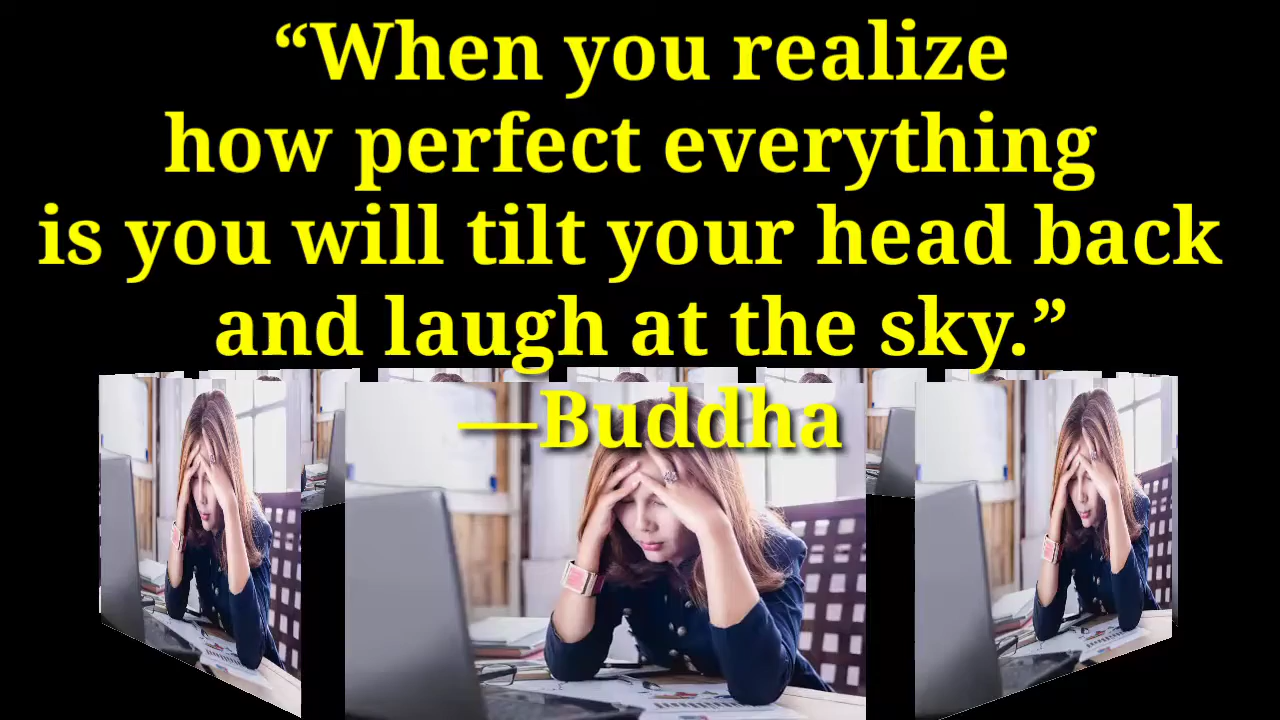 “When you realize
how perfect everything
is you will tilt your head back
and laugh at the sky.”
—Buddha